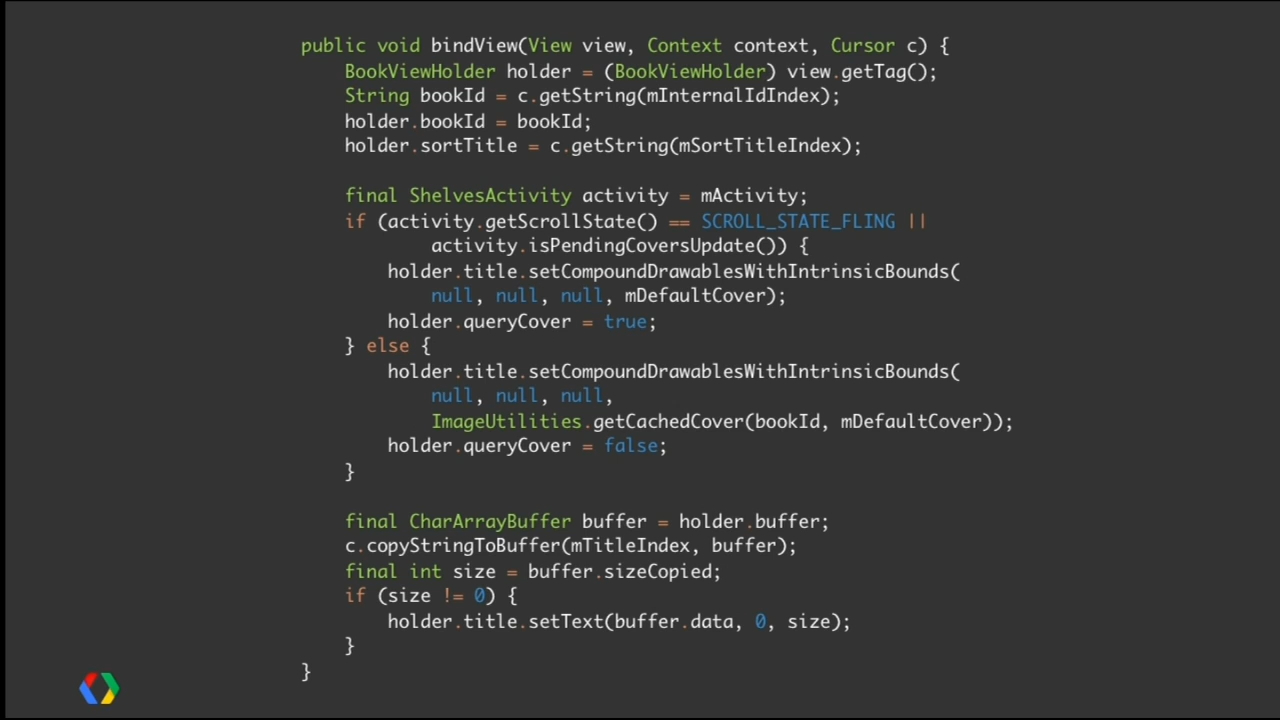 public void bindView(View view, Context context, Cursor c) {
    BookViewHolder holder = (BookViewHolder) view.getTag();
    String bookId = c.getString(mInternalIdIndex);
    holder.bookId = bookId;
    holder.sortTitle = c.getString(mSortTitleIndex);

    final ShelvesActivity activity = mActivity;
    if (activity.getScrollState() == SCROLL_STATE_FLING ||
            activity.isPendingCoversUpdate()) {
        holder.title.setCompoundDrawablesWithIntrinsicBounds(
            null, null, null, mDefaultCover);
        holder.queryCover = true;
    } else {
        holder.title.setCompoundDrawablesWithIntrinsicBounds(
            null, null, null,
            ImageUtilities.getCachedCover(bookId, mDefaultCover));
        holder.queryCover = false;
    }

    final CharArrayBuffer buffer = holder.buffer;
    c.copyStringToBuffer(mTitleIndex, buffer);
    final int size = buffer.sizeCopied;
    if (size != 0) {
        holder.title.setText(buffer.data, 0, size);
    }
}